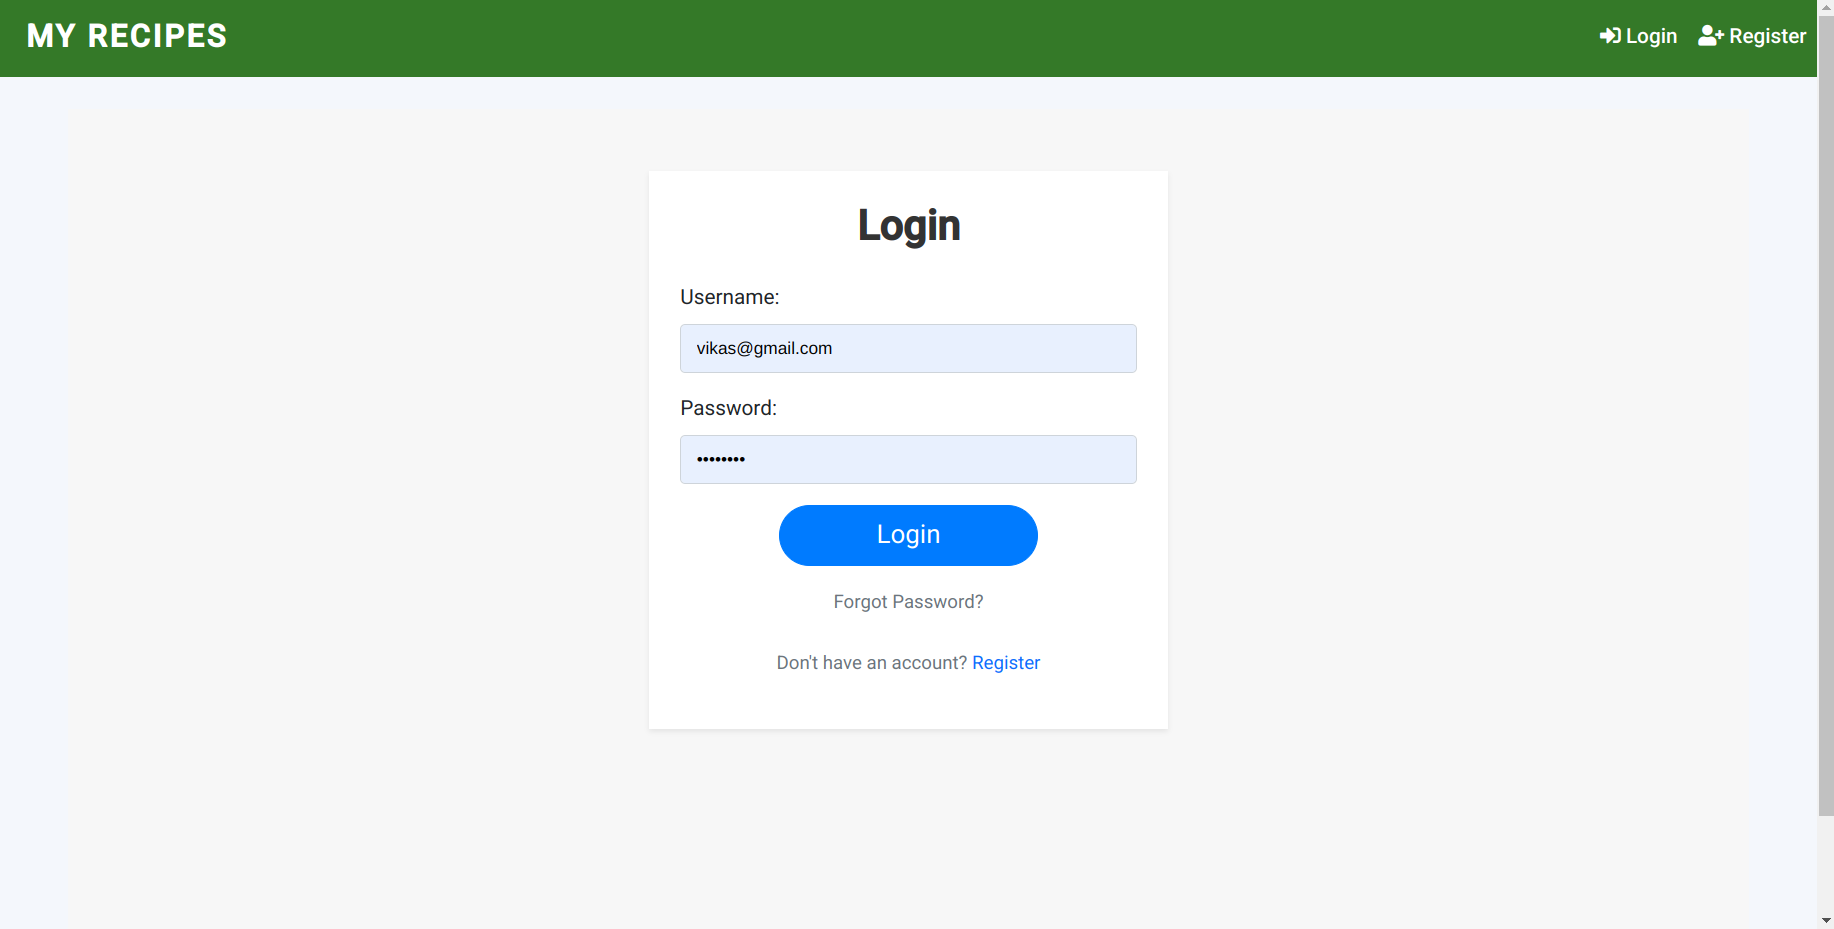 MY RECIPES
Login
Register
Login
Username:
vikas@gmail.com
Password:
••••••••
Login
Forgot Password?
Don't have an account? Register